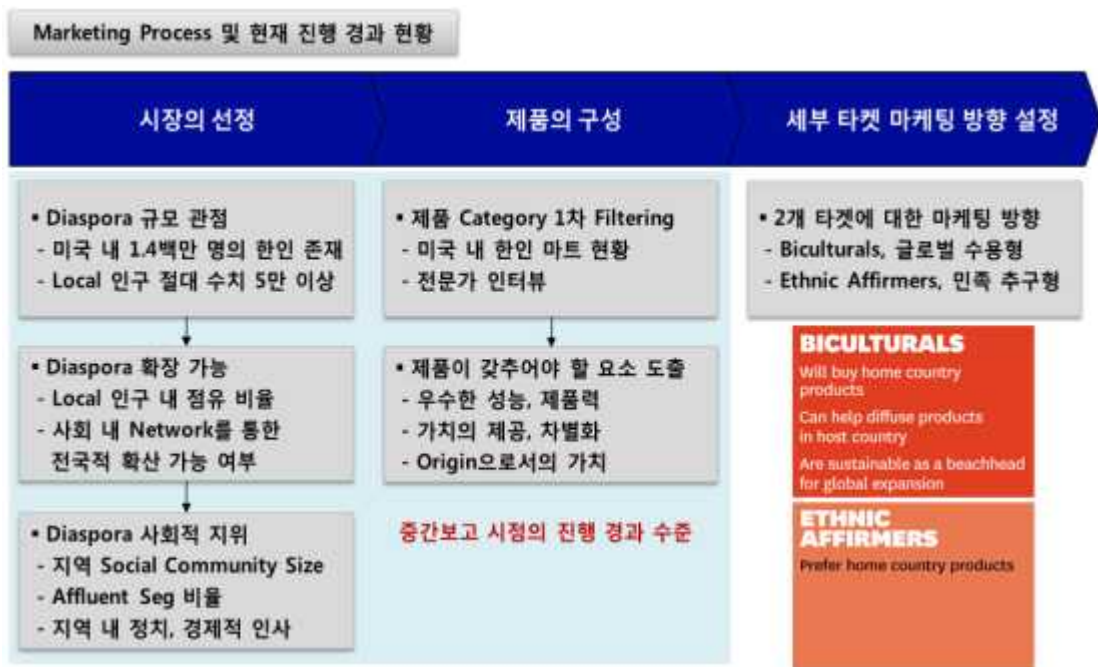 Marketing Process 및 현재 진행 경과 현황
시장의 선정
제품의 구성
세부 타켓 마케팅 방향 설정
▪ Diaspora 규모 관점
- 미국 내 1.4백만 명의 한인 존재
- Local 인구 절대 수치 5만 이상
▪ Diaspora 확장 가능
- Local 인구 내 점유 비율
- 사회 내 Network를 통한
전국적 확산 가능 여부
▪ Diaspora 사회적 지위
- 지역 Social Community Size
- Affluent Seg 비율
- 지역 내 정치, 경제적 인사
▪ 제품 Category 1차 Filtering
- 미국 내 한인 마트 현황
- 전문가 인터뷰
▪ 제품이 갖추어야 할 요소 도출
- 우수한 성능, 제품력
- 가치의 제공, 차별화
- Origin으로서의 가치
중간보고 시점의 진행 경과 수준
▪ 2개 타겟에 대한 마케팅 방향
- Biculturals, 글로벌 수용형
- Ethnic Affirmers, 민족 추구형
BICULTURALS
Will buy home country
products
Can help diffuse products
in host country
Are sustainable as a beachhead
for global expansion
ETHNIC
AFFIRMERS
Prefer home country products